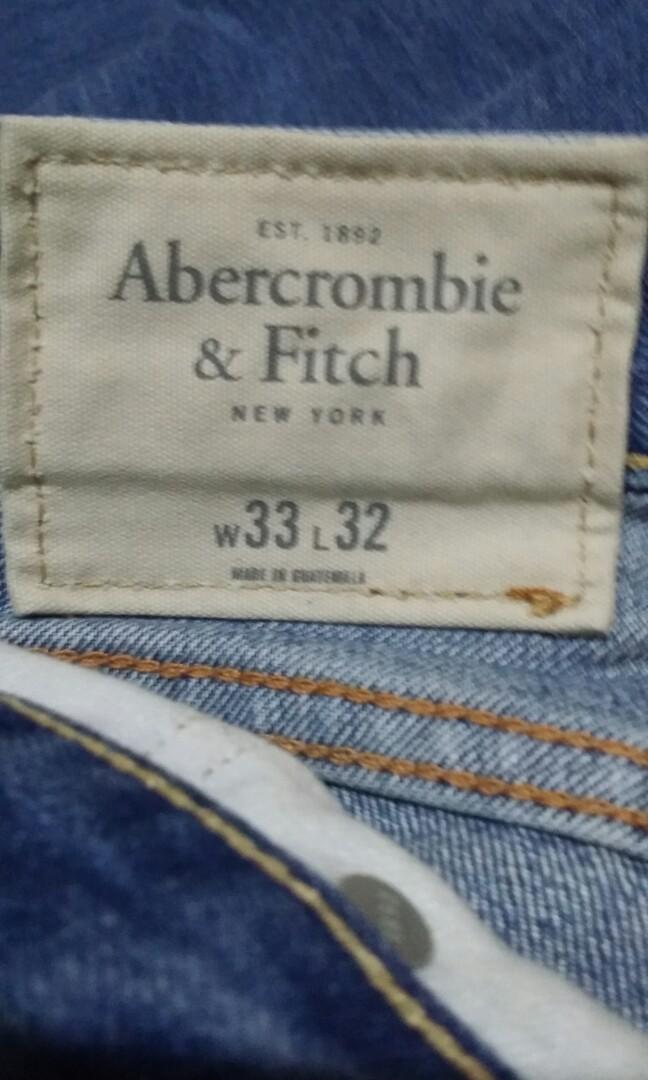 EST. 1892
Abercrombie
& Fitch
NEW YORK
W33 L32
MADE IN GUATEMALA